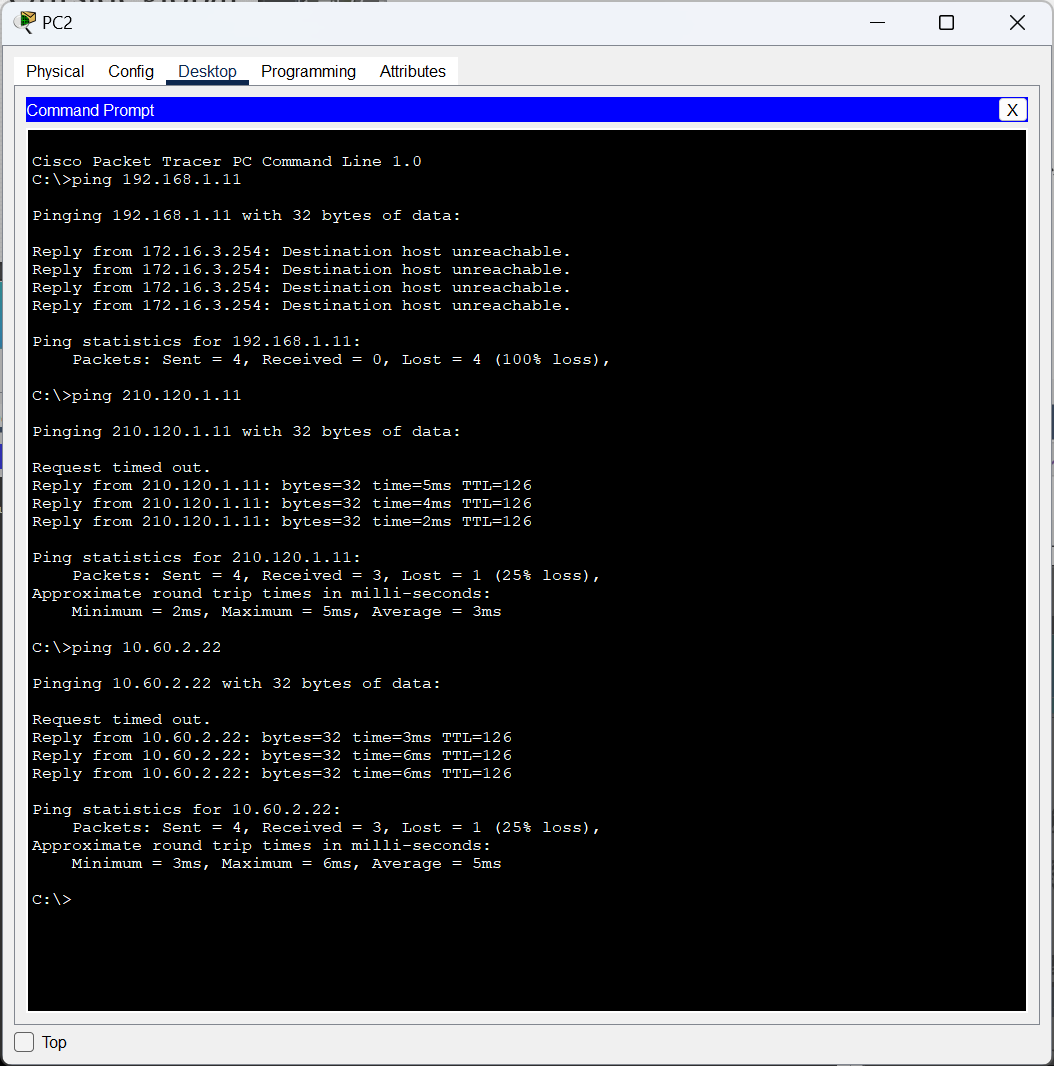 PC2
Physical Config Desktop Programming Attributes
Command Prompt
X
Cisco Packet Tracer PC Command Line 1.0
C:\>ping 192.168.1.11
Pinging 192.168.1.11 with 32 bytes of data:
Reply from 172.16.3.254: Destination host unreachable.
Reply from 172.16.3.254: Destination host unreachable.
Reply from 172.16.3.254: Destination host unreachable.
Reply from 172.16.3.254: Destination host unreachable.
Ping statistics for 192.168.1.11:
    Packets: Sent = 4, Received = 0, Lost = 4 (100% loss),
C:\>ping 210.120.1.11
Pinging 210.120.1.11 with 32 bytes of data:
Request timed out.
Reply from 210.120.1.11: bytes=32 time=5ms TTL=126
Reply from 210.120.1.11: bytes=32 time=4ms TTL=126
Reply from 210.120.1.11: bytes=32 time=2ms TTL=126
Ping statistics for 210.120.1.11:
    Packets: Sent = 4, Received = 3, Lost = 1 (25% loss),
Approximate round trip times in milli-seconds:
    Minimum = 2ms, Maximum = 5ms, Average = 3ms
C:\>ping 10.60.2.22
Pinging 10.60.2.22 with 32 bytes of data:
Request timed out.
Reply from 10.60.2.22: bytes=32 time=3ms TTL=126
Reply from 10.60.2.22: bytes=32 time=6ms TTL=126
Reply from 10.60.2.22: bytes=32 time=6ms TTL=126
Ping statistics for 10.60.2.22:
    Packets: Sent = 4, Received = 3, Lost = 1 (25% loss),
Approximate round trip times in milli-seconds:
    Minimum = 3ms, Maximum = 6ms, Average = 5ms
C:\>
Top